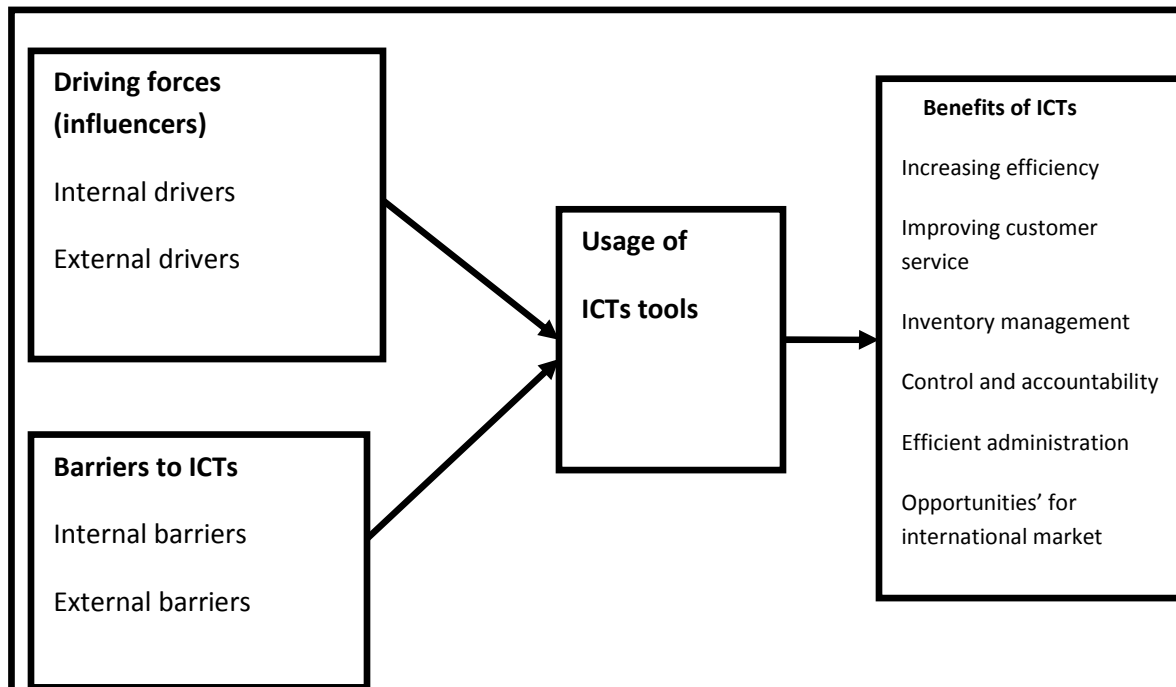 Driving forces
(influencers)
Internal drivers
External drivers
Barriers to ICTs
Internal barriers
External barriers
Usage of
ICTs tools
Benefits of ICTs
Increasing efficiency
Improving customer
service
Inventory management
Control and accountability
Efficient administration
Opportunities’ for
international market